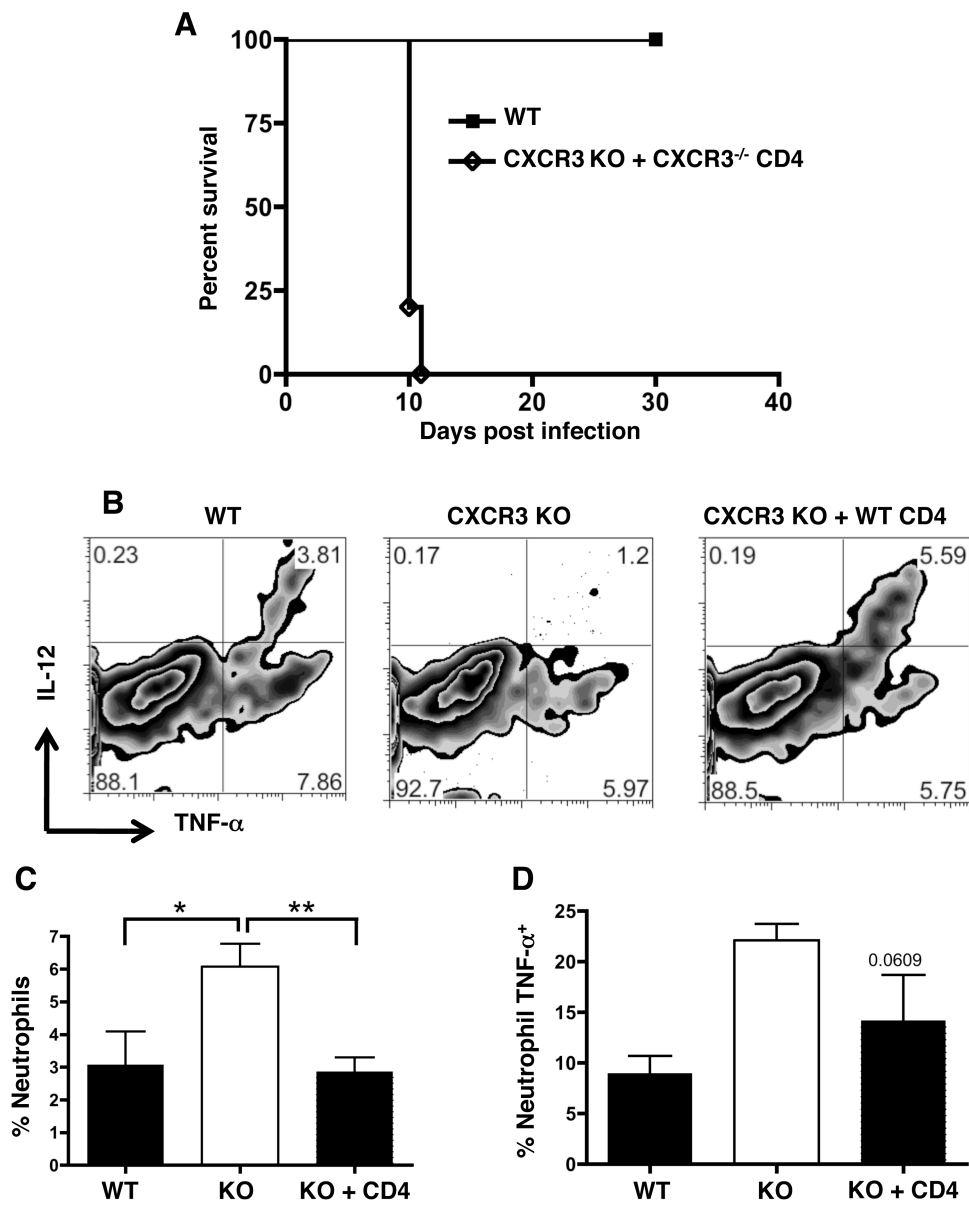 A
100
75
50
25
0
Percent survival
WT
CXCR3 KO + CXCR3-/- CD4
0 10 20 30 40
Days post infection
B
WT CXCR3 KO CXCR3 KO + WT CD4
0.23 3.81 0.17 1.2 0.19 5.59
IL-12
88.1 7.86 92.7 5.97 88.5 5.75
TNF-α
C
* **
7
6
5
4
3
2
1
0
% Neutrophils
WT KO KO + CD4
D
25
20
15
10
5
0
% Neutrophil TNF-α+
0.0609
WT KO KO + CD4